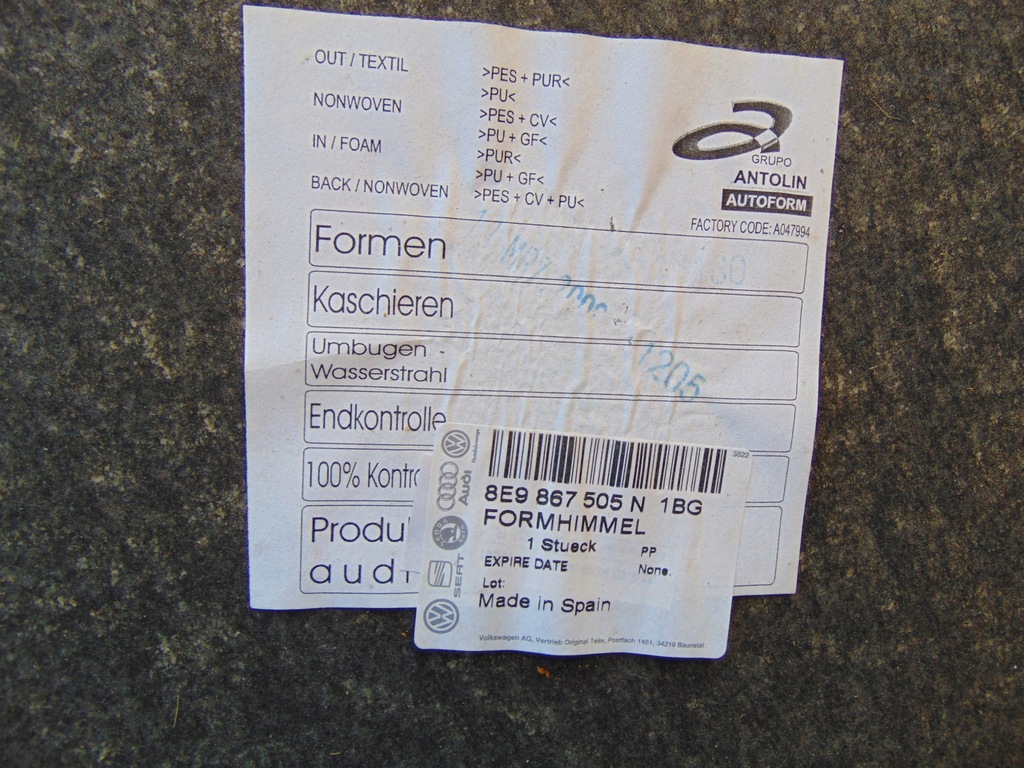 OUT / TEXTIL >PES + PUR<
>PU<
NONWOVEN >PES + CV<
>PU + GF<
IN / FOAM >PUR<
>PU + GF<
BACK / NONWOVEN >PES + CV + PU<
GRUPO
ANTOLIN
AUTOFORM
FACTORY CODE: A047994
Formen
Kaschieren
Umbugen -
Wasserstrahl
Endkontrolle
100% Kontr
Produ
audi
3822
Audi
SEAT
8E9 867 505 N 1BG
FORMHIMMEL
1 Stueck PP
EXPIRE DATE None.
Lot:
Made in Spain
Volkswagen AG, Vertrieb Original Teile, Postfach 1451, 34219 Baunatal